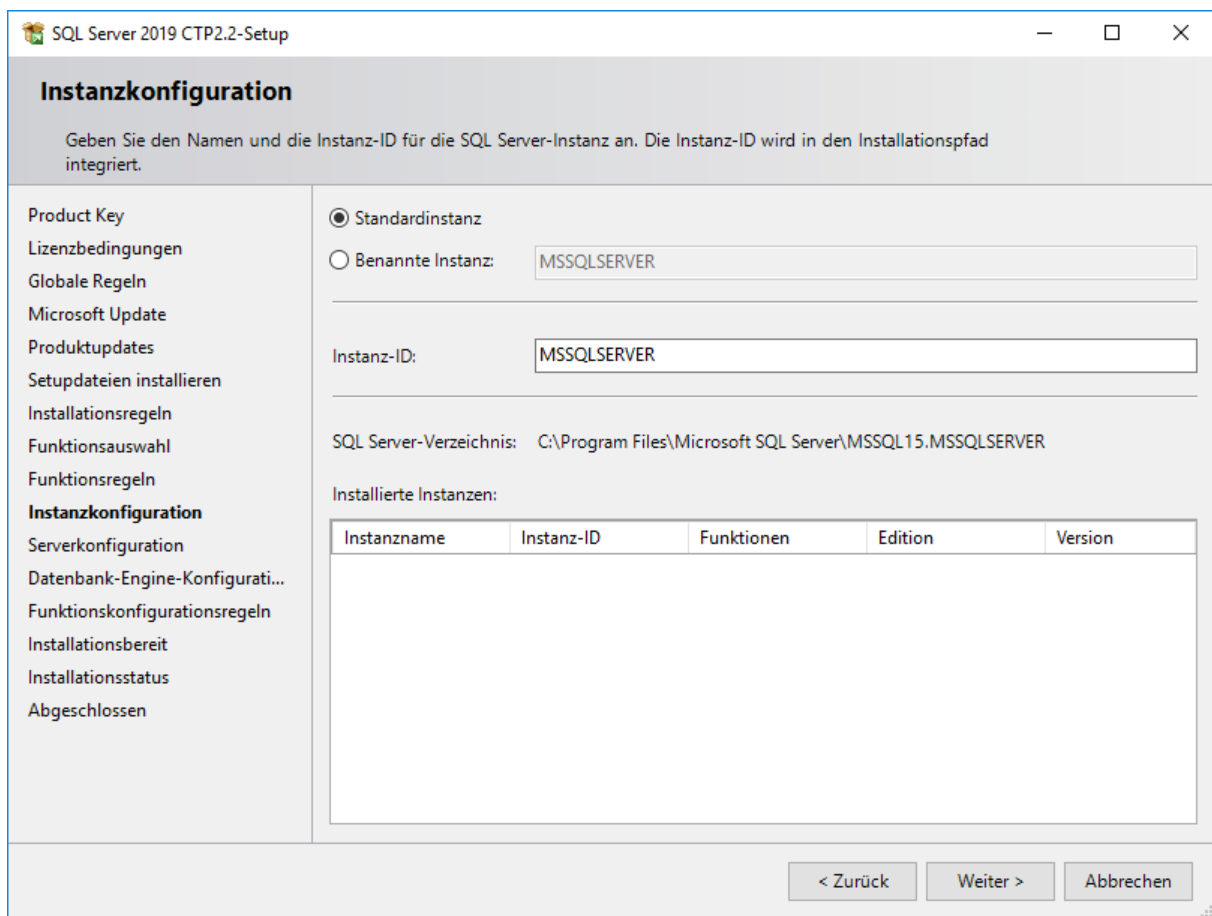 SQL Server 2019 CTP2.2-Setup
Instanzkonfiguration
Geben Sie den Namen und die Instanz-ID für die SQL Server-Instanz an. Die Instanz-ID wird in den Installationspfad
integriert.
Product Key
Lizenzbedingungen
Globale Regeln
Microsoft Update
Produktupdates
Setupdateien installieren
Installationsregeln
Funktionsauswahl
Funktionsregeln
Instanzkonfiguration
Serverkonfiguration
Datenbank-Engine-Konfigurati...
Funktionskonfigurationsregeln
Installationsbereit
Installationsstatus
Abgeschlossen
Standardinstanz
Benannte Instanz: MSSQLSERVER
Instanz-ID: MSSQLSERVER
SQL Server-Verzeichnis: C:\Program Files\Microsoft SQL Server\MSSQL15.MSSQLSERVER
Installierte Instanzen:
Instanzname Instanz-ID Funktionen Edition Version
< Zurück Weiter > Abbrechen